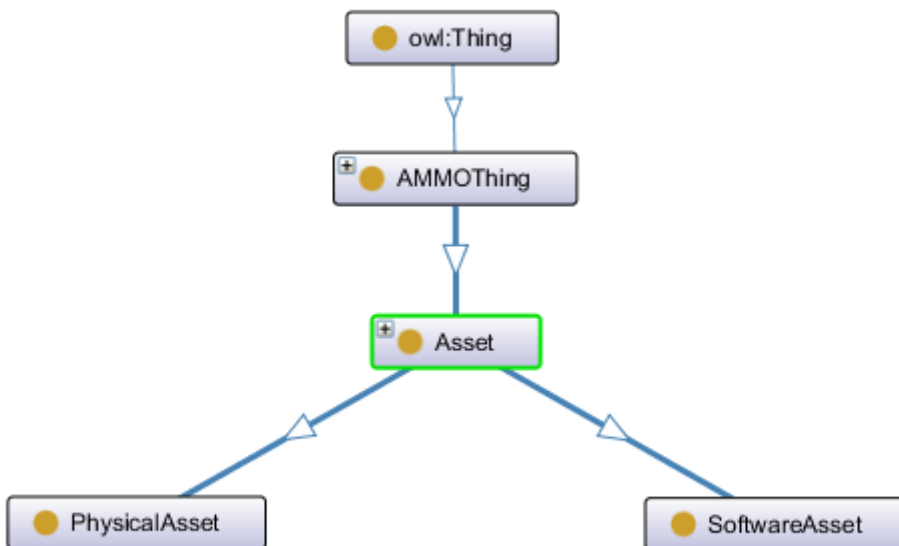 owl:Thing
AMMOThing
Asset
PhysicalAsset
SoftwareAsset